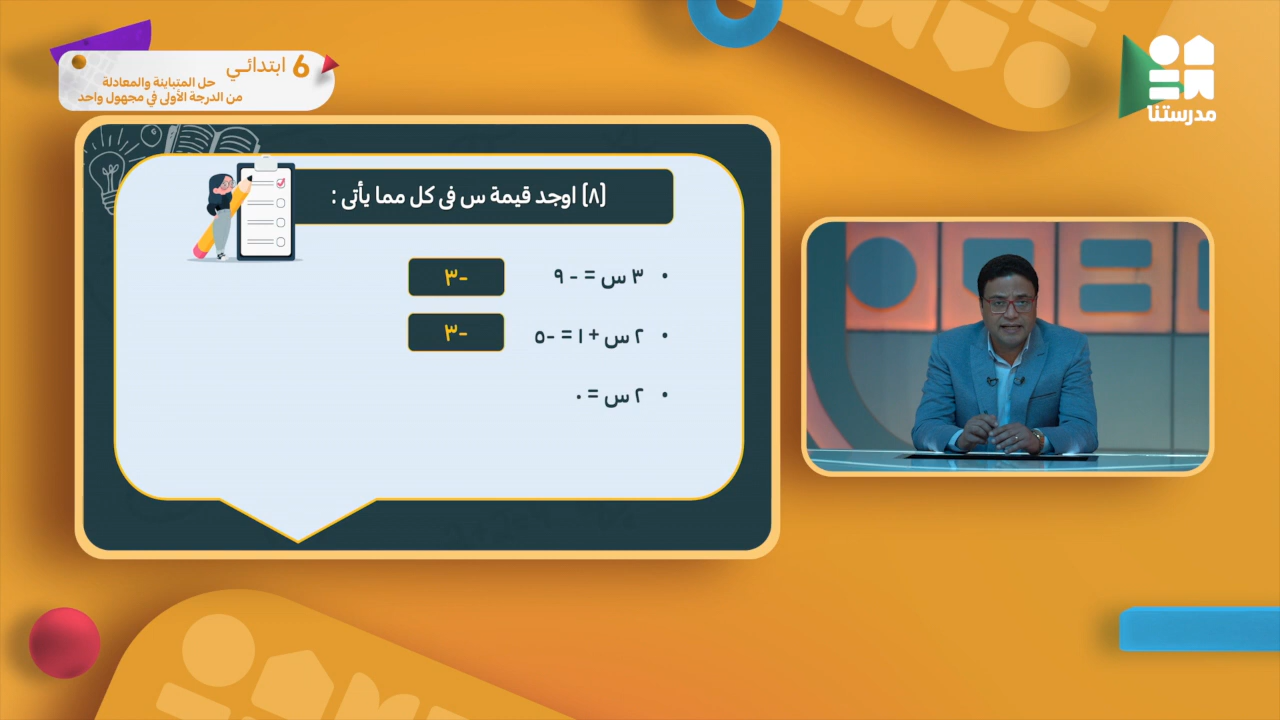 6 ابتدائـي
حل المتباينة والمعادلة
من الدرجة الأولى في مجهول واحد
مدرستنا
(٨) اوجد قيمة س فى كل مما يأتى :
• ٣ س = - ٩
-٣
• ٢ س + ١ = -٥
-٣
• ٢ س = ٠